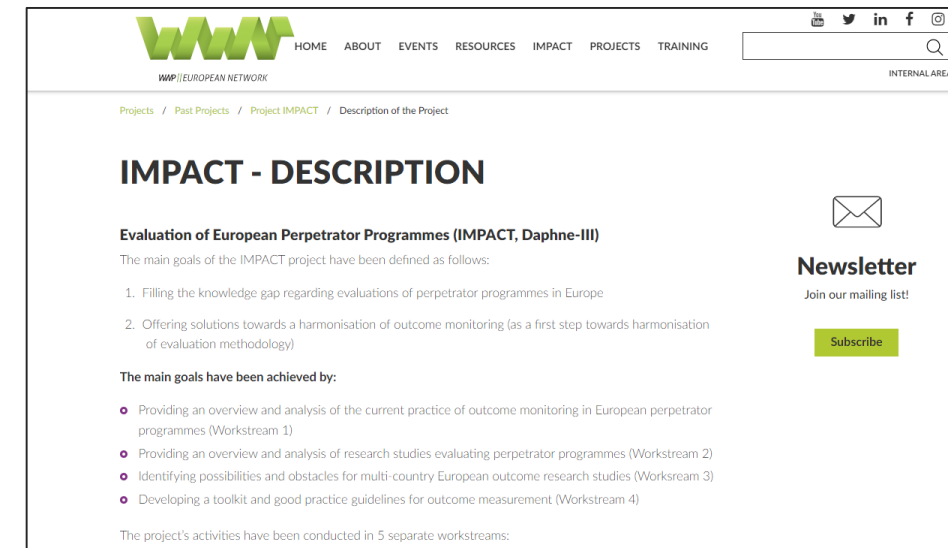 You
Tube
HOME ABOUT EVENTS RESOURCES IMPACT PROJECTS TRAINING
WWP||EUROPEAN NETWORK
INTERNAL AREA
Projects / Past Projects / Project IMPACT / Description of the Project
IMPACT - DESCRIPTION
Evaluation of European Perpetrator Programmes (IMPACT, Daphne-III)
The main goals of the IMPACT project have been defined as follows:
1. Filling the knowledge gap regarding evaluations of perpetrator programmes in Europe
2. Offering solutions towards a harmonisation of outcome monitoring (as a first step towards harmonisation
of evaluation methodology)
The main goals have been achieved by:
Providing an overview and analysis of the current practice of outcome monitoring in European perpetrator
programmes (Workstream 1)
Providing an overview and analysis of research studies evaluating perpetrator programmes (Workstream 2)
Identifying possibilities and obstacles for multi-country European outcome research studies (Worksream 3)
Developing a toolkit and good practice guidelines for outcome measurement (Workstream 4)
The project's activities have been conducted in 5 separate workstreams:
Newsletter
Join our mailing list!
Subscribe